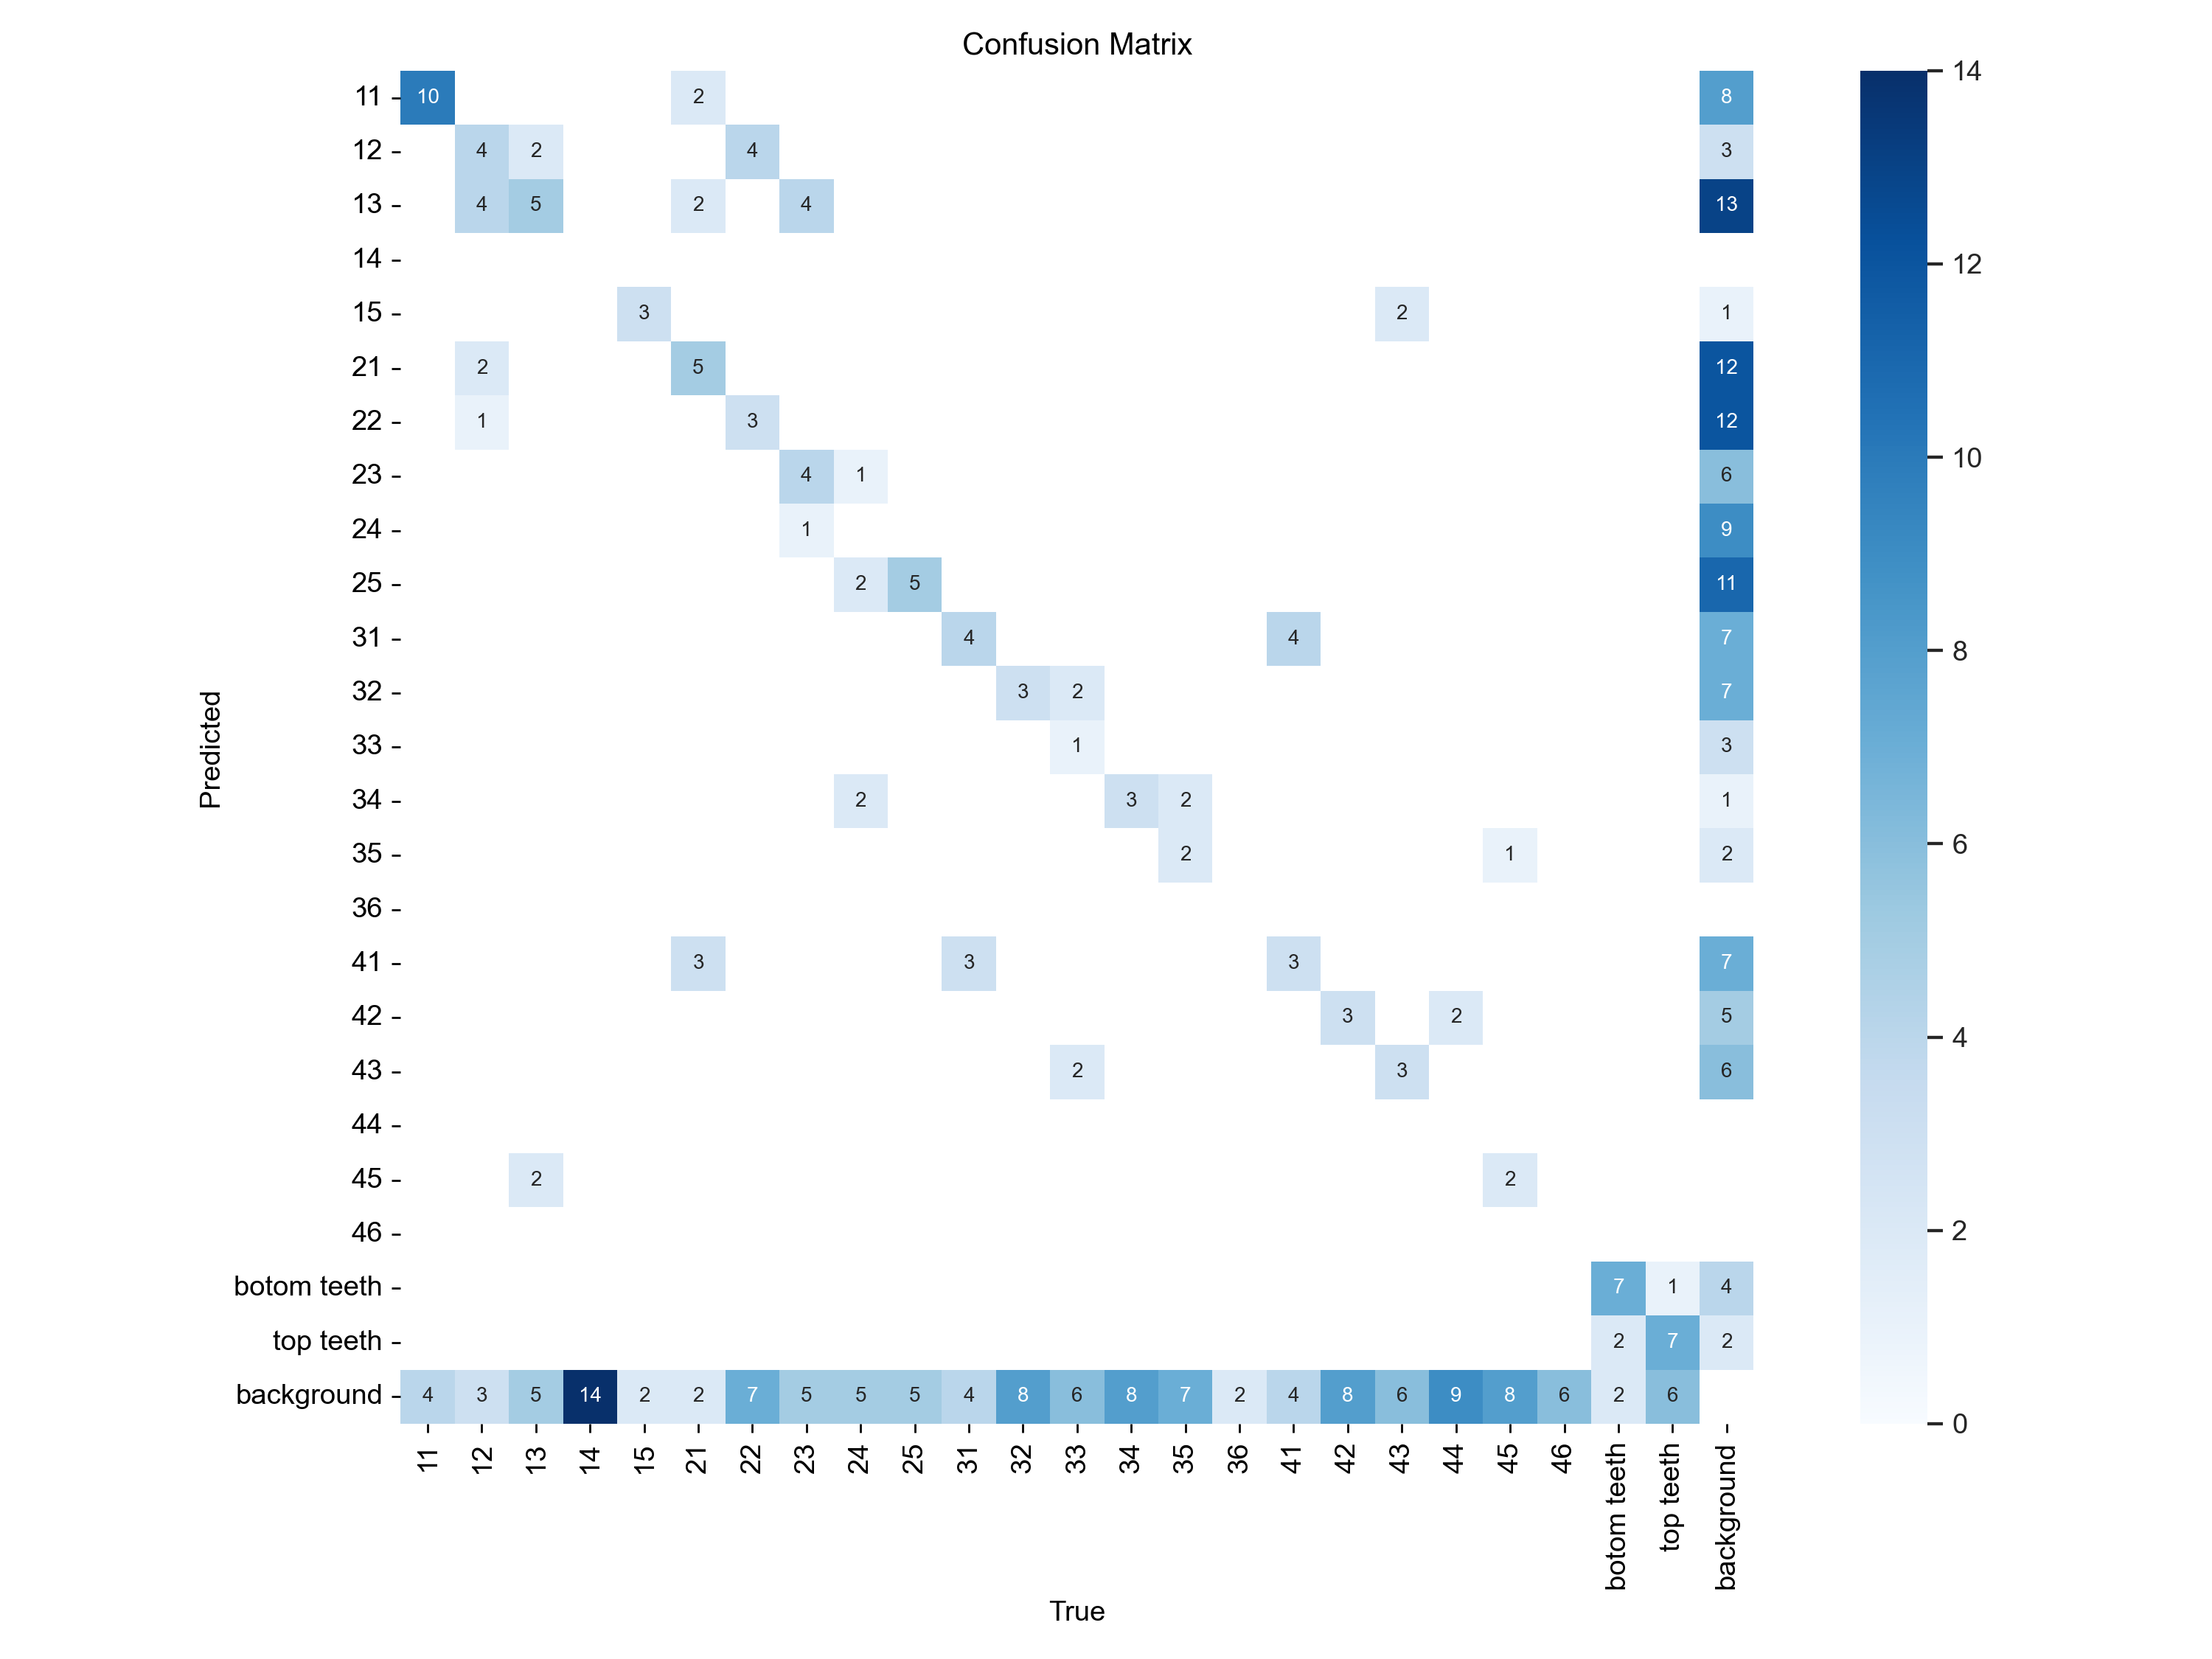 Confusion Matrix
11 10 2 8
12 4 2 4 3
13 4 5 2 4 13
14
15 3 2 1
21 2 5 12
22 1 3 12
23 4 1 6
24 1 9
25 2 5 11
31 4 4 7
32 3 2 7
33 1 3
34 2 3 2 1
35 2 1 2
36
41 3 3 3 7
42 3 2 5
43 2 3 6
44
45 2 2
46
botom teeth 7 1 4
top teeth 2 7 2
background 4 3 5 14 2 2 7 5 5 5 4 8 6 8 7 2 4 8 6 9 8 6 2 6
11 12 13 14 15 21 22 23 24 25 31 32 33 34 35 36 41 42 43 44 45 46 botom teeth top teeth background
True
Predicted
14
12
10
8
6
4
2
0